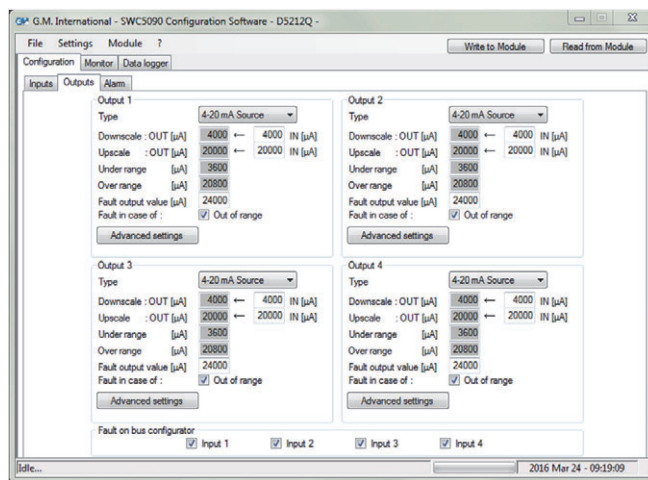 G.M. International - SWC5090 Configuration Software - D5212Q -
File Settings Module ?
Write to Module Read from Module
Configuration Monitor Data logger
Inputs Outputs Alarm
Output 1
Type 4-20 mA Source
Downscale : OUT [µA] 4000 ← 4000 IN [µA]
Upscale : OUT [µA] 20000 ← 20000 IN [µA]
Under range [µA] 3600
Over range [µA] 20800
Fault output value [µA] 24000
Fault in case of : Out of range
Advanced settings
Output 2
Type 4-20 mA Source
Downscale : OUT [µA] 4000 ← 4000 IN [µA]
Upscale : OUT [µA] 20000 ← 20000 IN [µA]
Under range [µA] 3600
Over range [µA] 20800
Fault output value [µA] 24000
Fault in case of : Out of range
Advanced settings
Output 3
Type 4-20 mA Source
Downscale : OUT [µA] 4000 ← 4000 IN [µA]
Upscale : OUT [µA] 20000 ← 20000 IN [µA]
Under range [µA] 3600
Over range [µA] 20800
Fault output value [µA] 24000
Fault in case of : Out of range
Advanced settings
Output 4
Type 4-20 mA Source
Downscale : OUT [µA] 4000 ← 4000 IN [µA]
Upscale : OUT [µA] 20000 ← 20000 IN [µA]
Under range [µA] 3600
Over range [µA] 20800
Fault output value [µA] 24000
Fault in case of : Out of range
Advanced settings
Fault on bus configurator
Input 1 Input 2 Input 3 Input 4
Idle... 2016 Mar 24 - 09:19:09